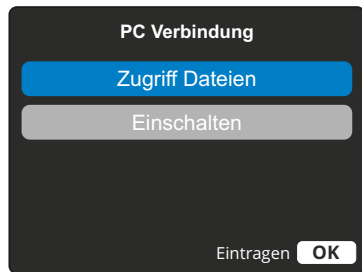 PC Verbindung
Zugriff Dateien
Einschalten
Eintragen OK